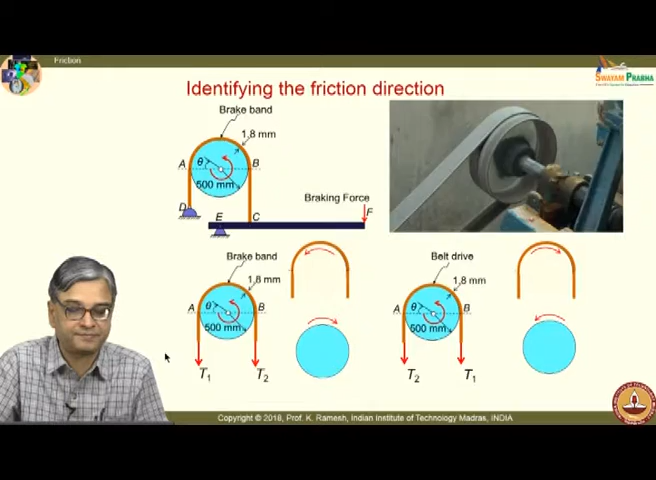 Friction
SWAYAM PRABHA
Identifying the friction direction
Brake band
1.8 mm
A
θ
B
500 mm
D
E
C
Braking Force
F
Brake band
1.8 mm
A
θ
B
500 mm
T1
T2
Belt drive
1.8 mm
A
θ
B
500 mm
T2
T1
Copyright © 2018, Prof. K. Ramesh, Indian Institute of Technology Madras, INDIA